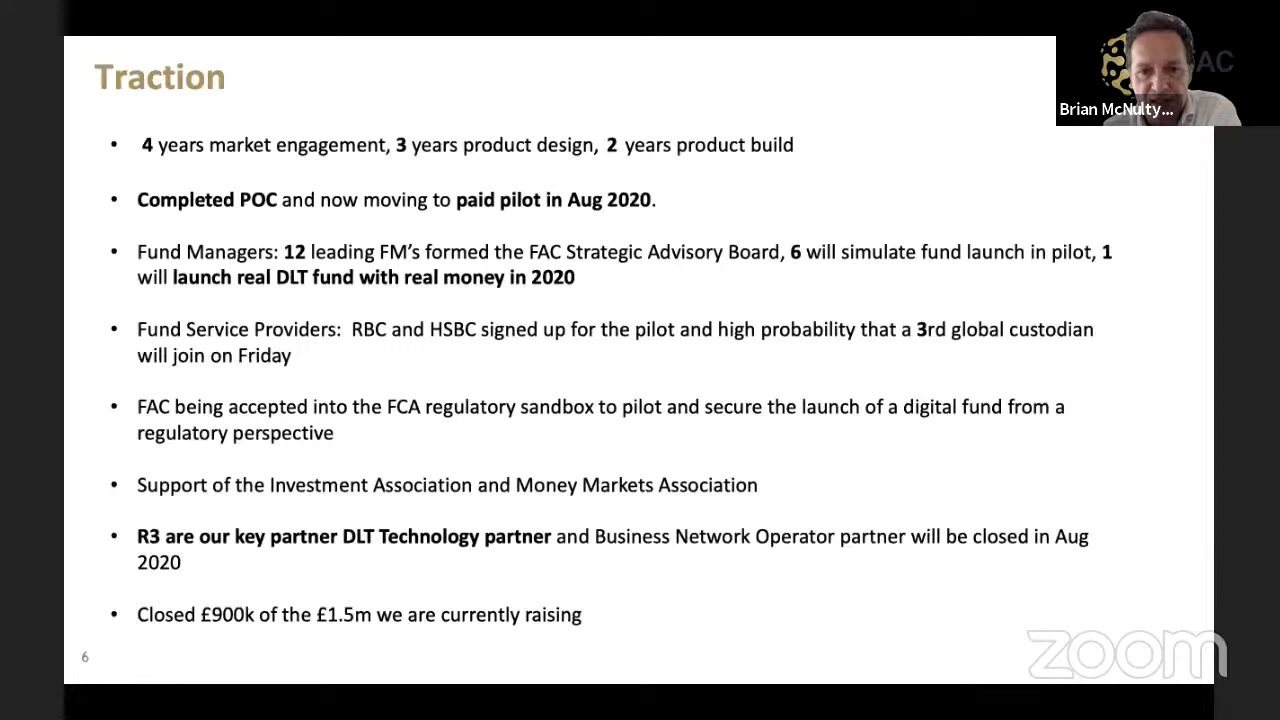 Traction
AC
Brian McNulty...
• 4 years market engagement, 3 years product design, 2 years product build
• Completed POC and now moving to paid pilot in Aug 2020.
• Fund Managers: 12 leading FM's formed the FAC Strategic Advisory Board, 6 will simulate fund launch in pilot, 1
will launch real DLT fund with real money in 2020
• Fund Service Providers: RBC and HSBC signed up for the pilot and high probability that a 3rd global custodian
will join on Friday
• FAC being accepted into the FCA regulatory sandbox to pilot and secure the launch of a digital fund from a
regulatory perspective
• Support of the Investment Association and Money Markets Association
• R3 are our key partner DLT Technology partner and Business Network Operator partner will be closed in Aug
2020
• Closed £900k of the £1.5m we are currently raising
6
zoom